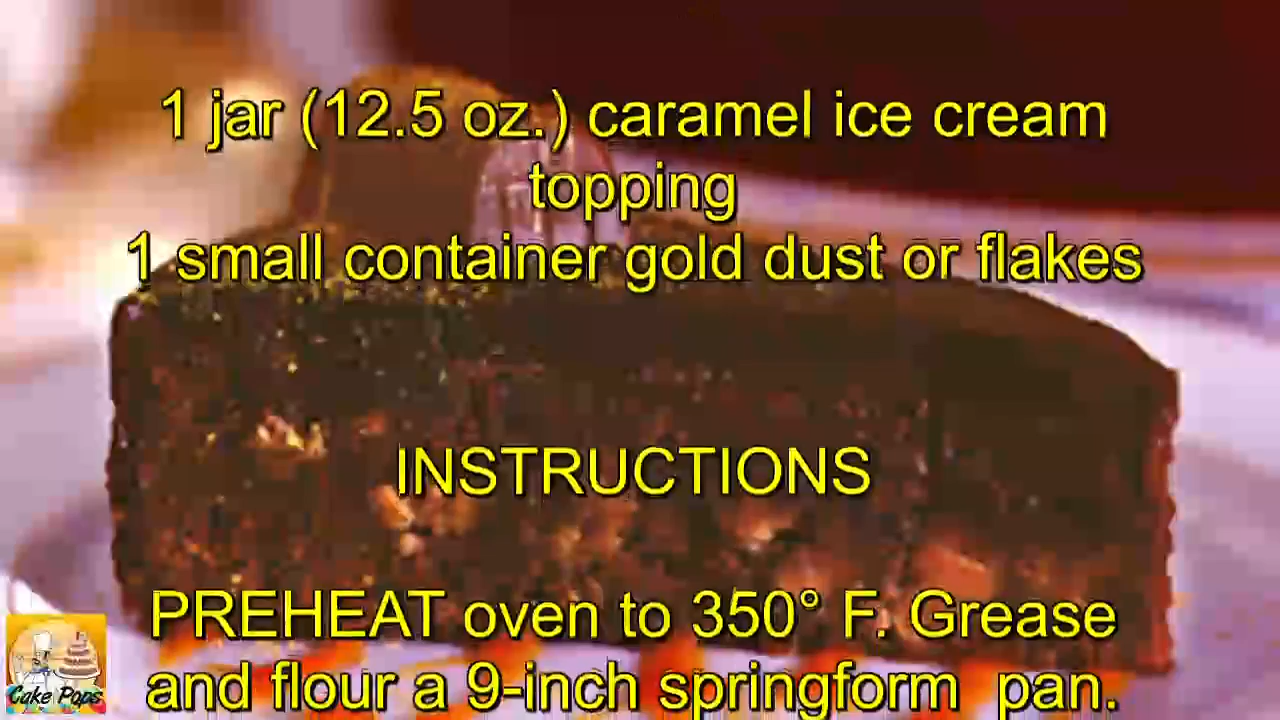 1 jar (12.5 oz.) caramel ice cream
topping
1 small container gold dust or flakes
INSTRUCTIONS
PREHEAT oven to 350° F. Grease
and flour a 9-inch springform pan.
Cake Pops